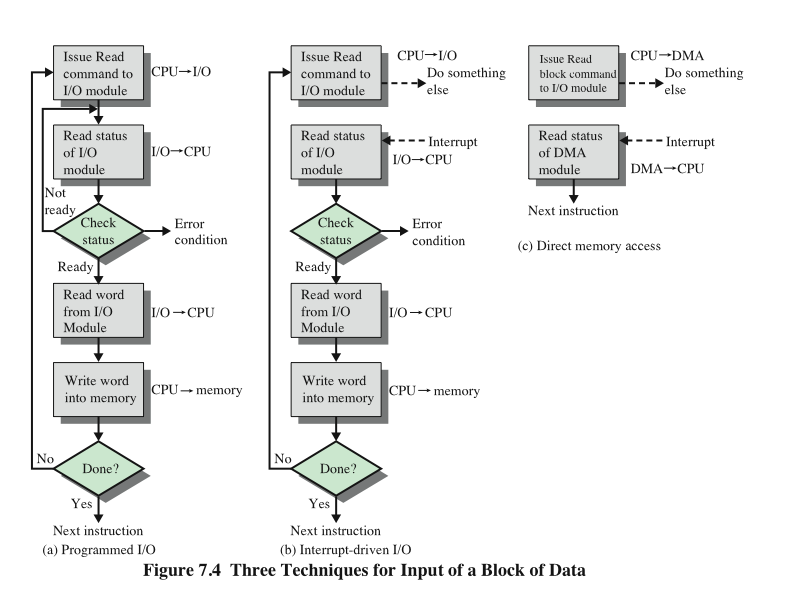 Issue Read
command to
I/O module
CPU→I/O
Read status
of I/O
module
I/O→CPU
Not
ready
Check
status
Error
condition
Ready
Read word
from I/O
Module
I/O→CPU
Write word
into memory
CPU→memory
No
Done?
Yes
Next instruction
(a) Programmed I/O
Issue Read
command to
I/O module
CPU→I/O
Do something
else
Read status
of I/O
module
Interrupt
I/O→CPU
Check
status
Error
condition
Ready
Read word
from I/O
Module
I/O→CPU
Write word
into memory
CPU→memory
No
Done?
Yes
Next instruction
(b) Interrupt-driven I/O
Issue Read
block command
to I/O module
CPU→DMA
Do something
else
Read status
of DMA
module
Interrupt
DMA→CPU
Next instruction
(c) Direct memory access
Figure 7.4 Three Techniques for Input of a Block of Data